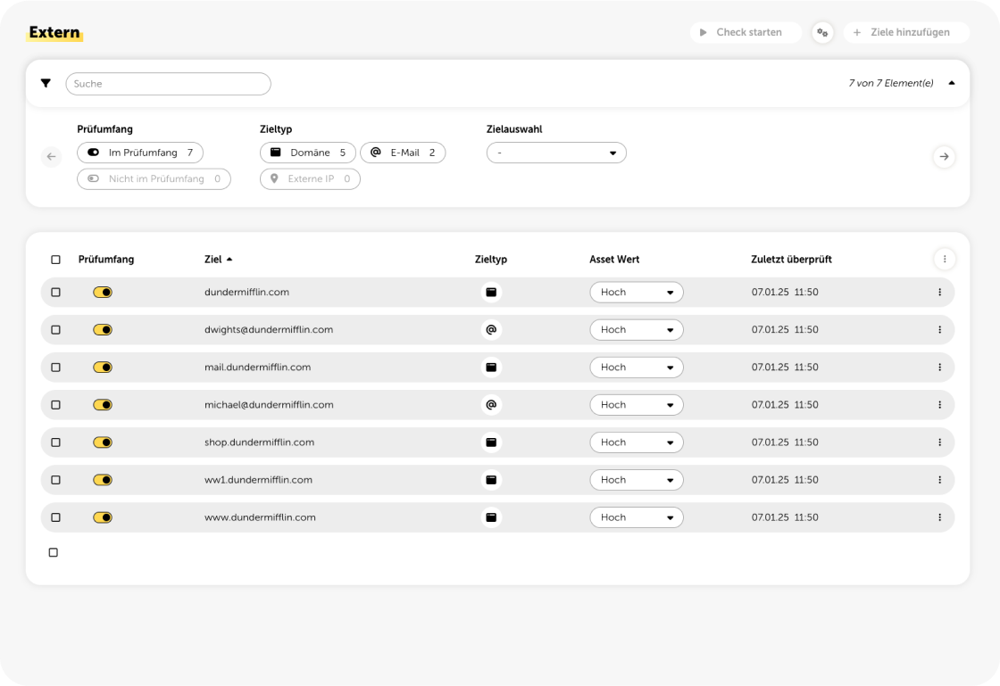 Extern
Check starten
Ziele hinzufügen
Suche
7 von 7 Element(e)
Prüfumfang
Zieltyp
Zielauswahl
Im Prüfumfang 7
Domäne 5
E-Mail 2
-
Nicht im Prüfumfang 0
Externe IP 0
Prüfumfang Ziel Zieltyp Asset Wert Zuletzt überprüft
dundermifflin.com Hoch 07.01.25 11:50
dwights@dundermifflin.com Hoch 07.01.25 11:50
mail.dundermifflin.com Hoch 07.01.25 11:50
michael@dundermifflin.com Hoch 07.01.25 11:50
shop.dundermifflin.com Hoch 07.01.25 11:50
ww1.dundermifflin.com Hoch 07.01.25 11:50
www.dundermifflin.com Hoch 07.01.25 11:50